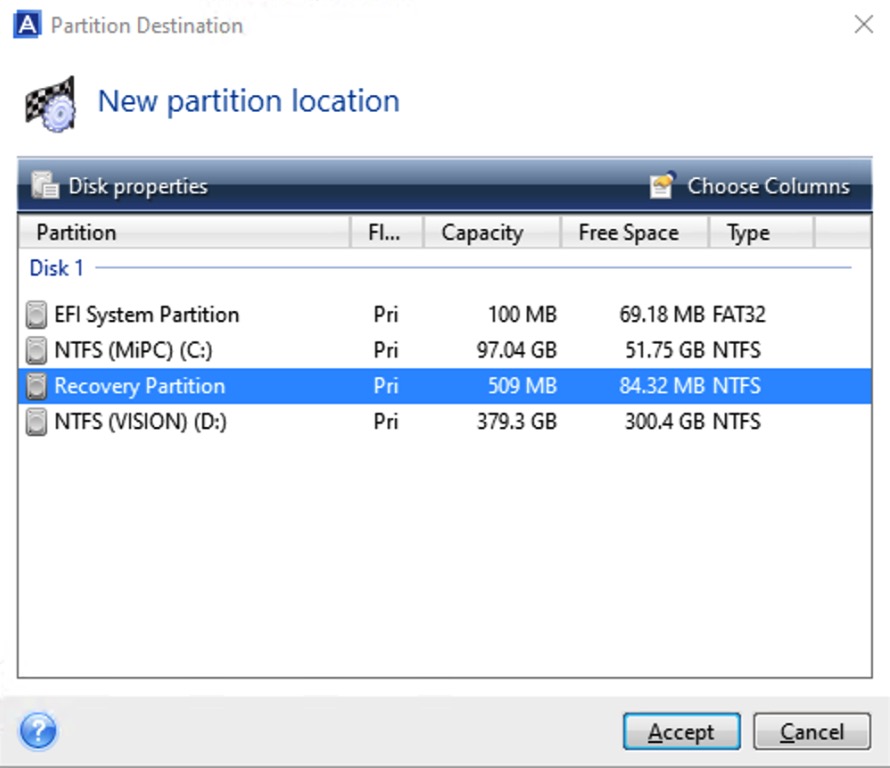 Partition Destination
New partition location
Disk properties Choose Columns
Partition Fl... Capacity Free Space Type
Disk 1
EFI System Partition Pri 100 MB 69.18 MB FAT32
NTFS (MiPC) (C:) Pri 97.04 GB 51.75 GB NTFS
Recovery Partition Pri 509 MB 84.32 MB NTFS
NTFS (VISION) (D:) Pri 379.3 GB 300.4 GB NTFS
? Accept Cancel